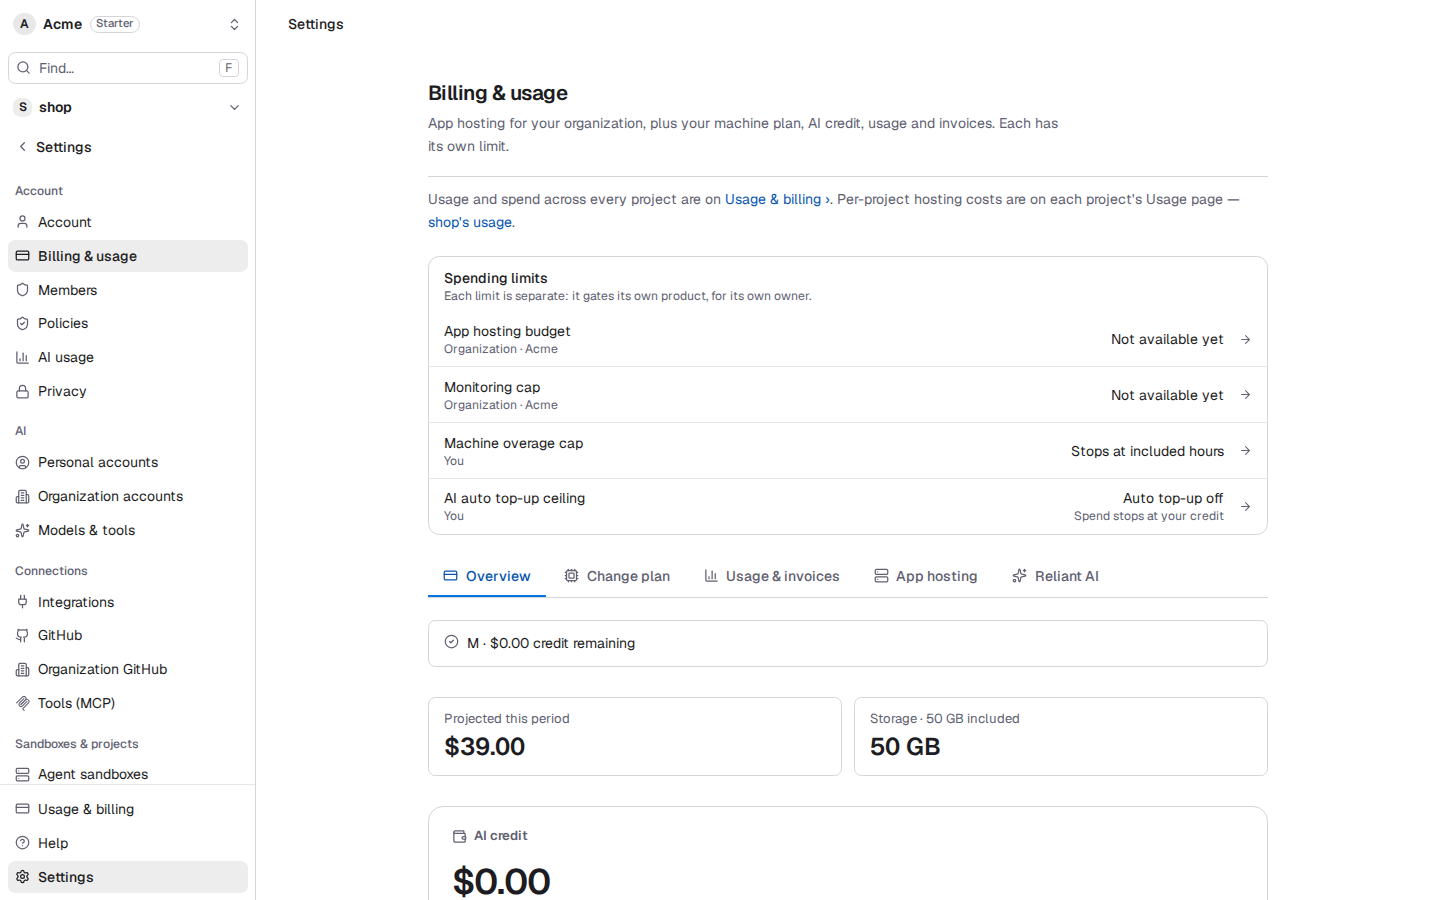 A Acme Starter
Find... F
S shop
Settings
Account
Account
Billing & usage
Members
Policies
AI usage
Privacy
AI
Personal accounts
Organization accounts
Models & tools
Connections
Integrations
GitHub
Organization GitHub
Tools (MCP)
Sandboxes & projects
Agent sandboxes
Usage & billing
Help
Settings
Settings
Billing & usage
App hosting for your organization, plus your machine plan, AI credit, usage and invoices. Each has
its own limit.
Usage and spend across every project are on Usage & billing ›. Per-project hosting costs are on each project's Usage page —
shop's usage.
Spending limits
Each limit is separate: it gates its own product, for its own owner.
App hosting budget
Organization · Acme
Not available yet
Monitoring cap
Organization · Acme
Not available yet
Machine overage cap
You
Stops at included hours
AI auto top-up ceiling
You
Auto top-up off
Spend stops at your credit
Overview Change plan Usage & invoices App hosting Reliant AI
M · $0.00 credit remaining
Projected this period
$39.00
Storage · 50 GB included
50 GB
AI credit
$0.00